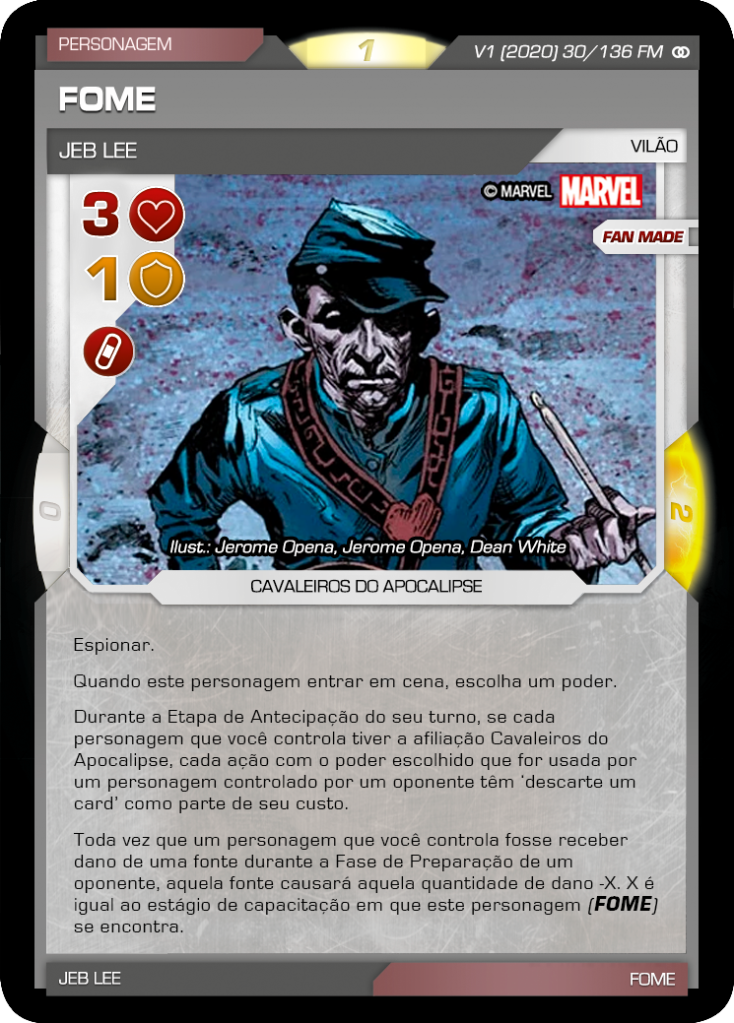 PERSONAGEM
1
V1 (2020) 30/136 FM
FOME
JEB LEE
VILÃO
© MARVEL MARVEL
3
FAN MADE
1
0
2
Ilust.: Jerome Opena, Jerome Opena, Dean White
CAVALEIROS DO APOCALIPSE
Espionar.
Quando este personagem entrar em cena, escolha um poder.
Durante a Etapa de Antecipação do seu turno, se cada
personagem que você controla tiver a afiliação Cavaleiros do
Apocalipse, cada ação com o poder escolhido que for usada por
um personagem controlado por um oponente têm 'descarte um
card' como parte de seu custo.
Toda vez que um personagem que você controla fosse receber
dano de uma fonte durante a Fase de Preparação de um
oponente, aquela fonte causará aquela quantidade de dano -X. X é
igual ao estágio de capacitação em que este personagem (FOME)
se encontra.
JEB LEE
FOME